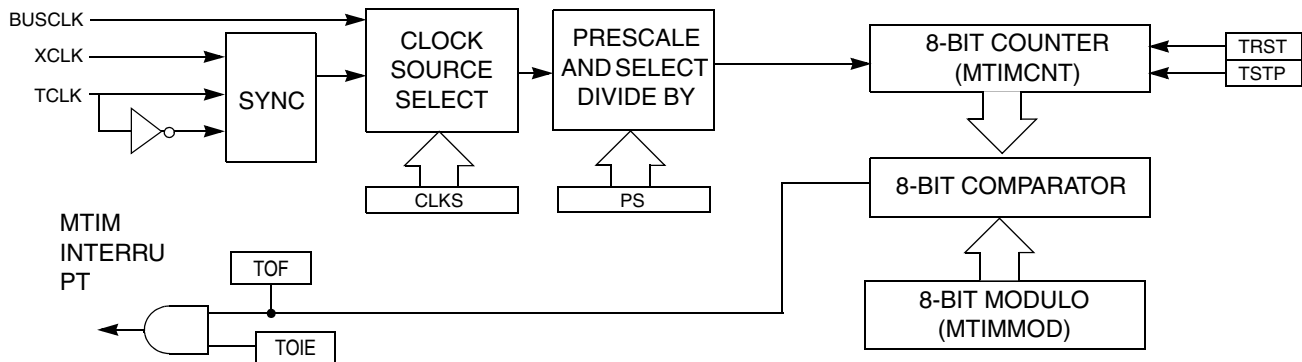 BUSCLK
XCLK
TCLK
SYNC
CLOCK
SOURCE
SELECT
PRESCALE
AND SELECT
DIVIDE BY
8-BIT COUNTER
(MTIMCNT)
TRST
TSTP
CLKS
PS
8-BIT COMPARATOR
MTIM
INTERRU
PT
TOF
TOIE
8-BIT MODULO
(MTIMMOD)